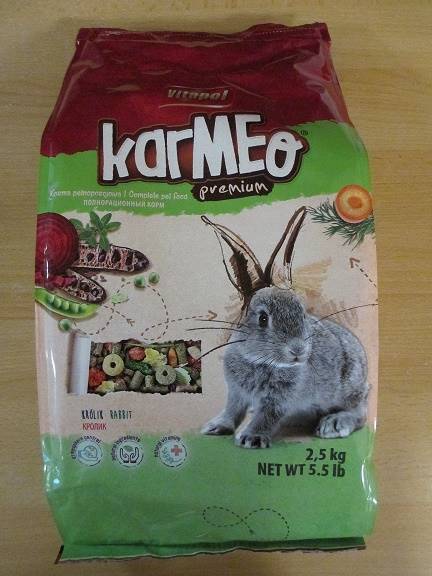 Vitapol
karMEo
premium
Karma pełnoporcjowa / Complete pet food
ПОЛНОРАЦИОННЫЙ КОРМ
KRÓLIK RABBIT
КРОЛИК
2,5 kg
NET WT 5.5 lb